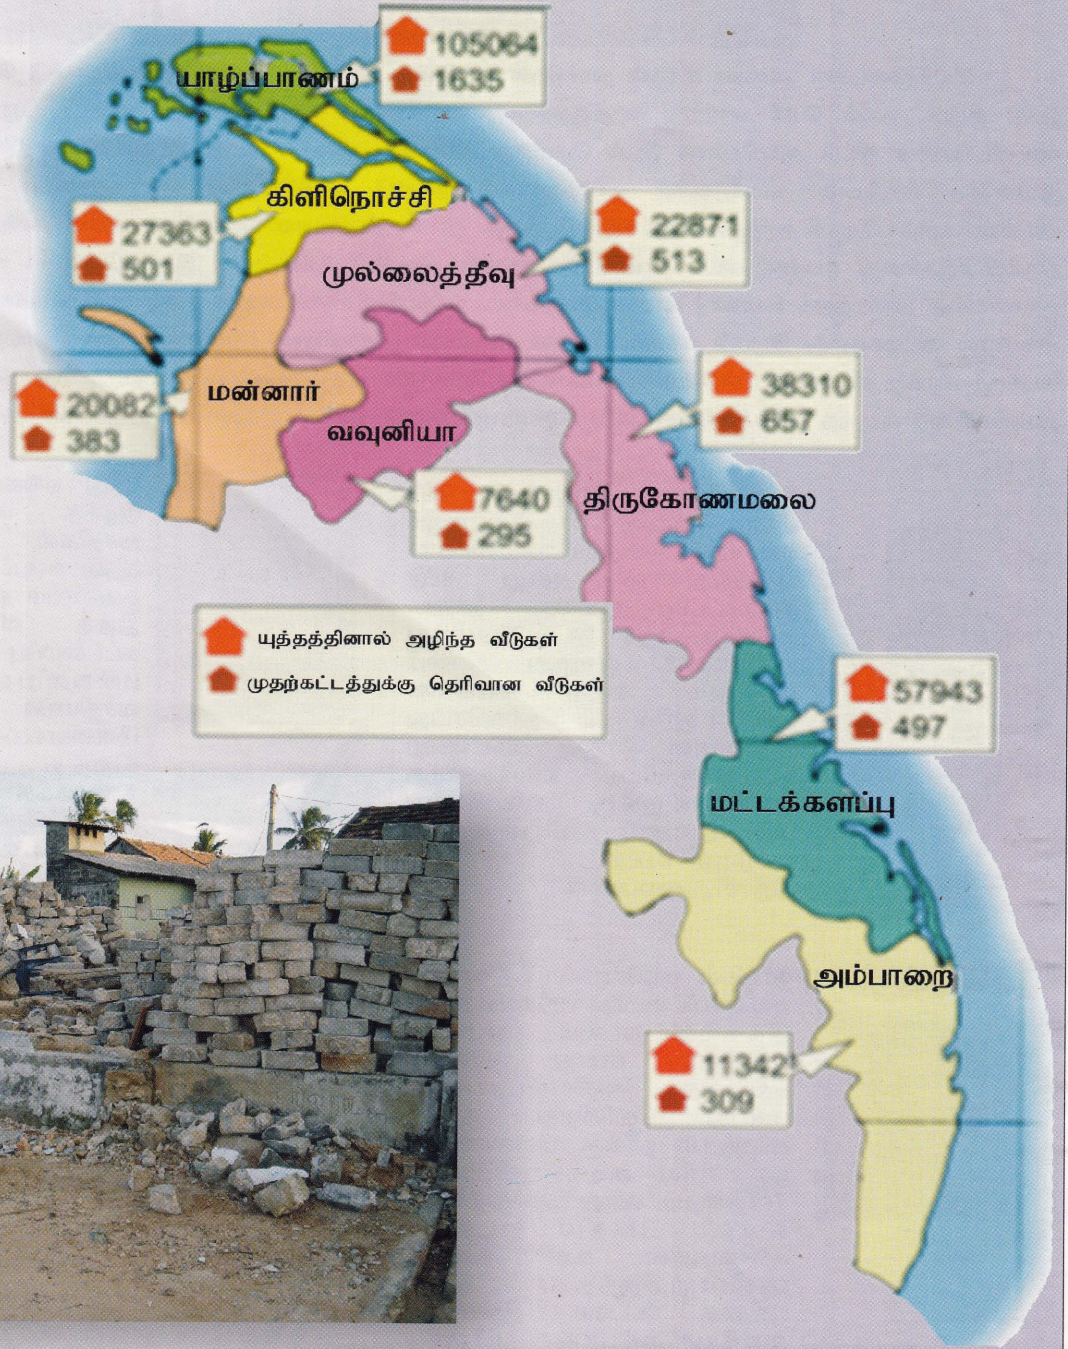 105064
1635
யாழ்ப்பாணம்
கிளிநொச்சி
27363
501
22871
513
முல்லைத்தீவு
மன்னார்
20082
383
38310
657
வவுனியா
7640
295
திருகோணமலை
யுத்தத்தினால் அழிந்த வீடுகள்
முதற்கட்டத்துக்கு தெரிவான வீடுகள்
57943
497
மட்டக்களப்பு
அம்பாறை
11342
309